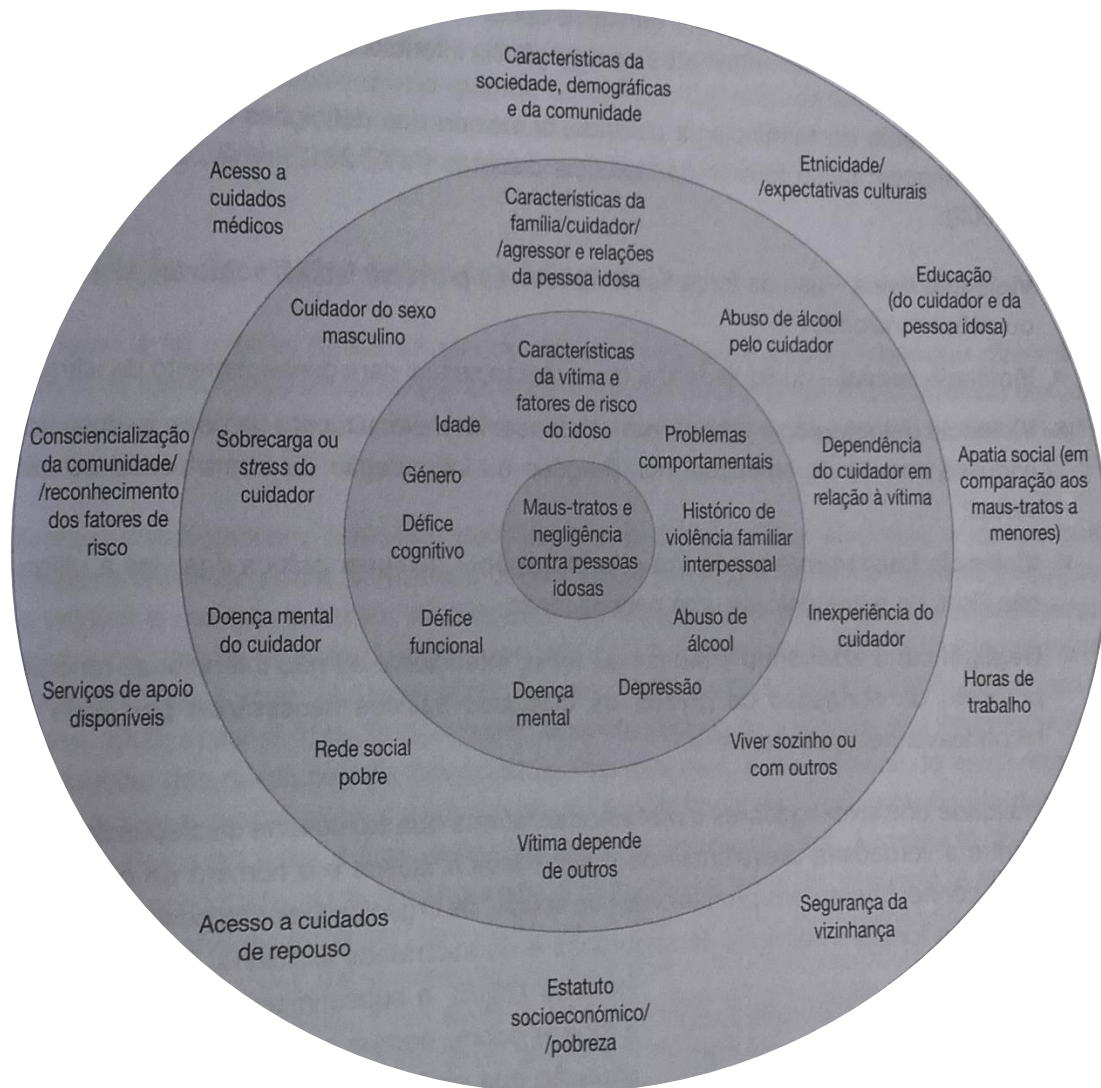 Características da
sociedade, demográficas
e da comunidade
Etnicidade/
/expectativas culturais
Educação
(do cuidador e da
pessoa idosa)
Apatia social (em
comparação aos
maus-tratos a
menores)
Horas de
trabalho
Segurança da
vizinhança
Estatuto
socioeconómico/
/pobreza
Acesso a cuidados
de repouso
Serviços de apoio
disponíveis
Consciencialização
da comunidade/
/reconhecimento
dos fatores de
risco
Acesso a
cuidados
médicos
Características da
família/cuidador/
/agressor e relações
da pessoa idosa
Abuso de álcool
pelo cuidador
Dependência
do cuidador em
relação à vítima
Inexperiência do
cuidador
Viver sozinho ou
com outros
Vítima depende
de outros
Rede social
pobre
Doença mental
do cuidador
Sobrecarga ou
stress do
cuidador
Cuidador do sexo
masculino
Características
da vítima e
fatores de risco
do idoso
Problemas
comportamentais
Histórico de
violência familiar
interpessoal
Abuso de
álcool
Depressão
Doença
mental
Défice
funcional
Défice
cognitivo
Género
Idade
Maus-tratos e
negligência
contra pessoas
idosas